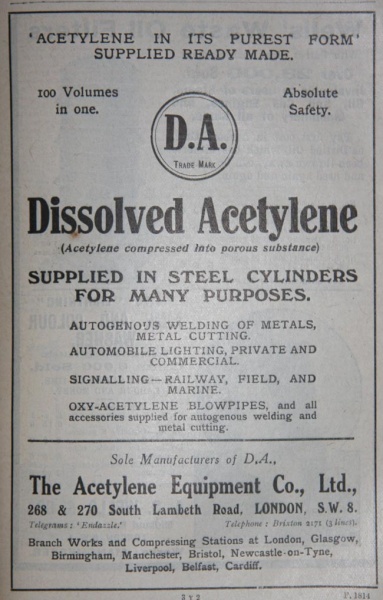 'ACETYLENE IN ITS PUREST FORM'
SUPPLIED READY MADE.
100 Volumes
in one.
Absolute
Safety.
D.A.
TRADE MARK
Dissolved Acetylene
(Acetylene compressed into porous substance)
SUPPLIED IN STEEL CYLINDERS
FOR MANY PURPOSES.
AUTOGENOUS WELDING OF METALS,
METAL CUTTING.
AUTOMOBILE LIGHTING, PRIVATE AND
COMMERCIAL.
SIGNALLING—RAILWAY, FIELD, AND
MARINE.
OXY-ACETYLENE BLOWPIPES, and all
accessories supplied for autogenous welding and
metal cutting.
Sole Manufacturers of D.A.,
The Acetylene Equipment Co., Ltd.,
268 & 270 South Lambeth Road, LONDON, S.W. 8.
Telegrams: 'Endazzle.'
Telephone: Brixton 2171 (3 lines).
Branch Works and Compressing Stations at London, Glasgow,
Birmingham, Manchester, Bristol, Newcastle-on-Tyne,
Liverpool, Belfast, Cardiff.
3 Y 2
P. 1814